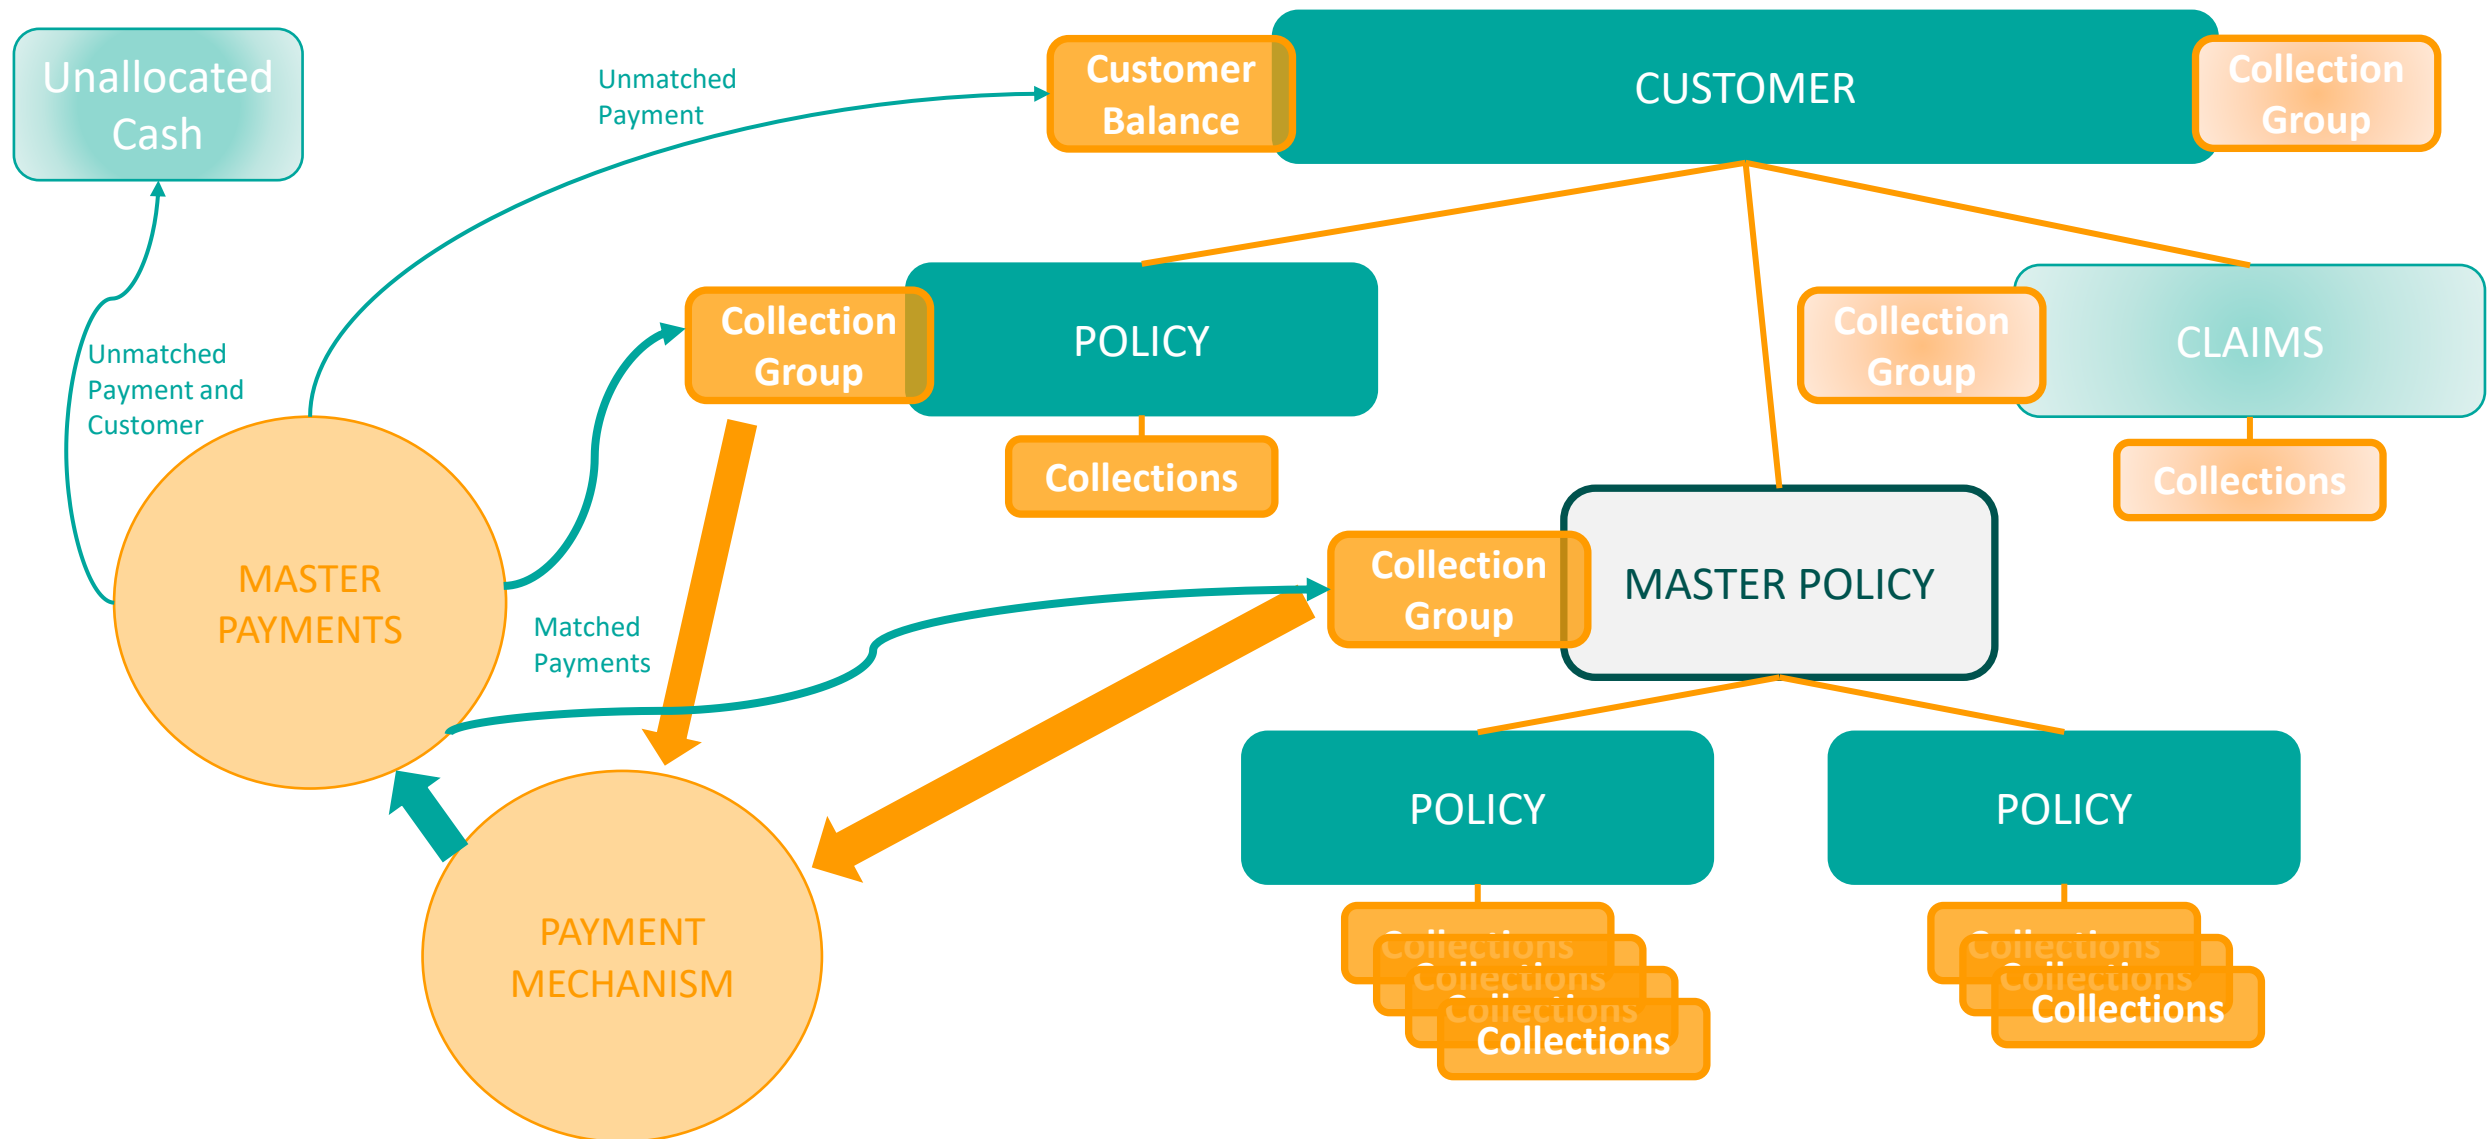 Unallocated
Cash
Unmatched
Payment
Customer
Balance
CUSTOMER
Collection
Group
Unmatched
Payment and
Customer
Collection
Group
POLICY
Collection
Group
CLAIMS
Collections
Collections
MASTER
PAYMENTS
Matched
Payments
Collection
Group
MASTER POLICY
POLICY
POLICY
PAYMENT
MECHANISM
Collections
Collections
Collections
Collections
Collections
Collections
Collections
Collections